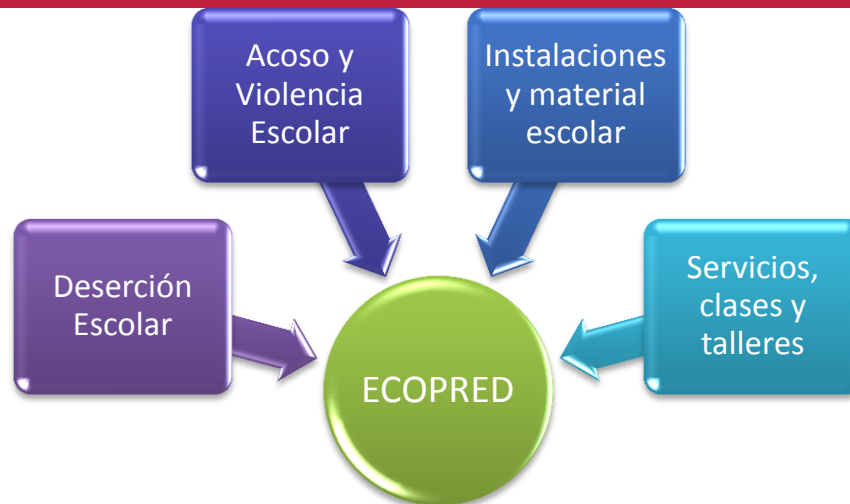 Acoso y
Violencia
Escolar
Instalaciones
y material
escolar
Deserción
Escolar
Servicios,
clases y
talleres
ECOPRED